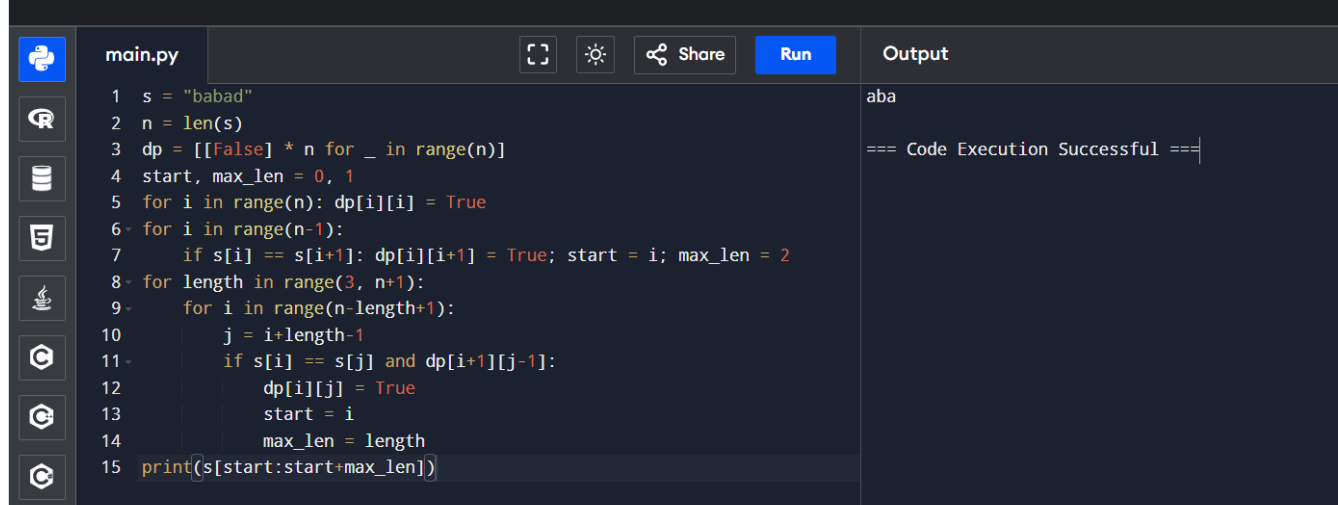 main.py
Share
Run
Output
1 s = "babad"
2 n = len(s)
3 dp = [[False] * n for _ in range(n)]
4 start, max_len = 0, 1
5 for i in range(n): dp[i][i] = True
6 for i in range(n-1):
7     if s[i] == s[i+1]: dp[i][i+1] = True; start = i; max_len = 2
8 for length in range(3, n+1):
9     for i in range(n-length+1):
10         j = i+length-1
11         if s[i] == s[j] and dp[i+1][j-1]:
12             dp[i][j] = True
13             start = i
14             max_len = length
15 print(s[start:start+max_len])
aba
=== Code Execution Successful ===